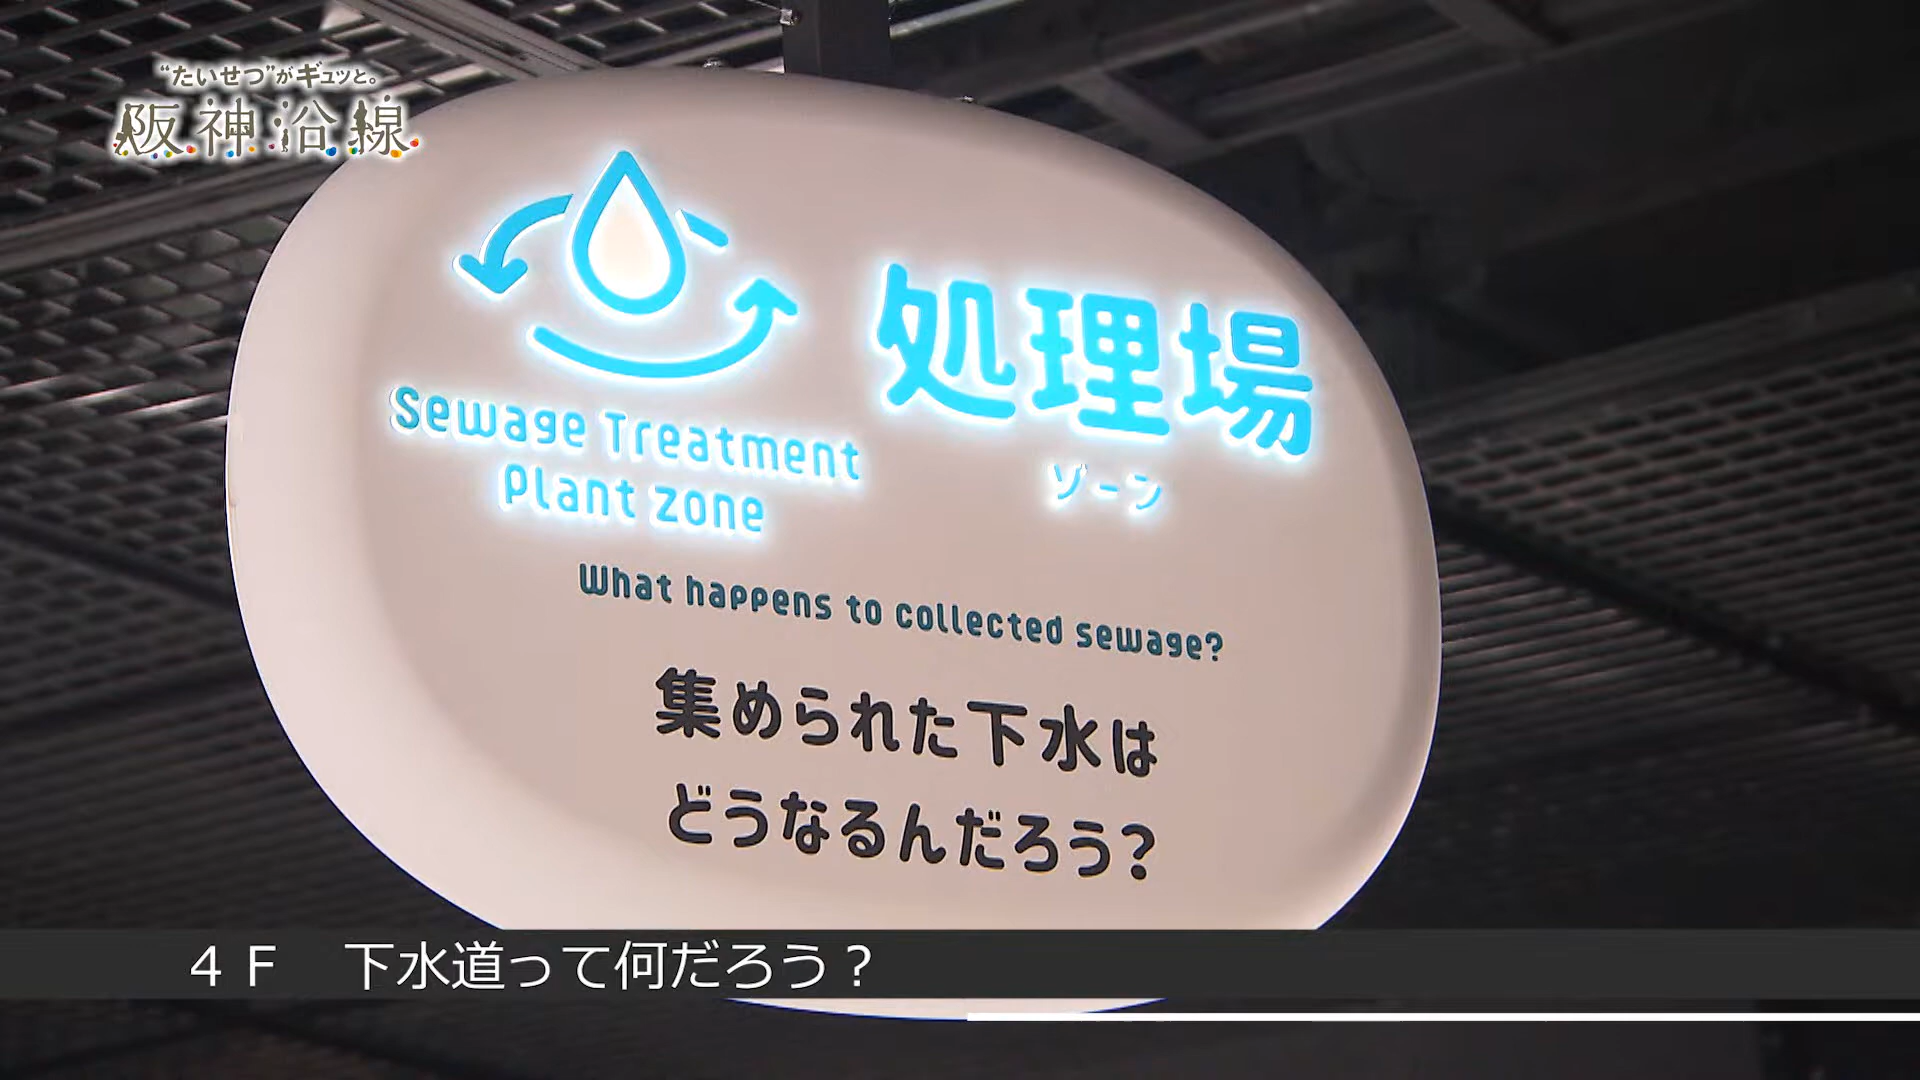 “たいせつ”がギュッと。
阪神沿線
処理場
ゾーン
Sewage Treatment
Plant zone
What happens to collected sewage?
集められた下水は
どうなるんだろう?
４Ｆ　下水道って何だろう？